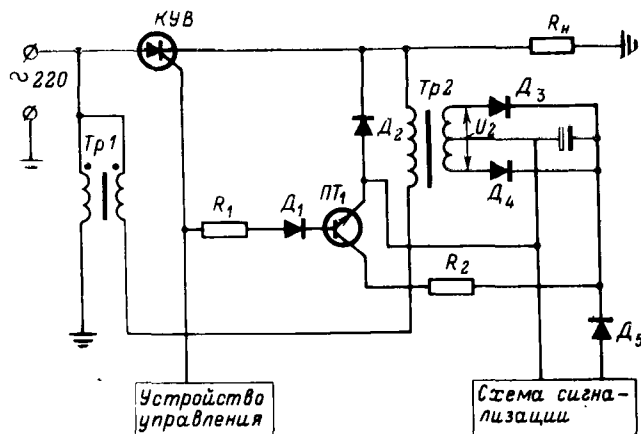 КУВ
Rн
~220
Тр2
Д3
Тр1
Д2
U2
Д4
ПТ1
R1
Д1
R2
Д5
Устройство
управления
Схема сигна-
лизации